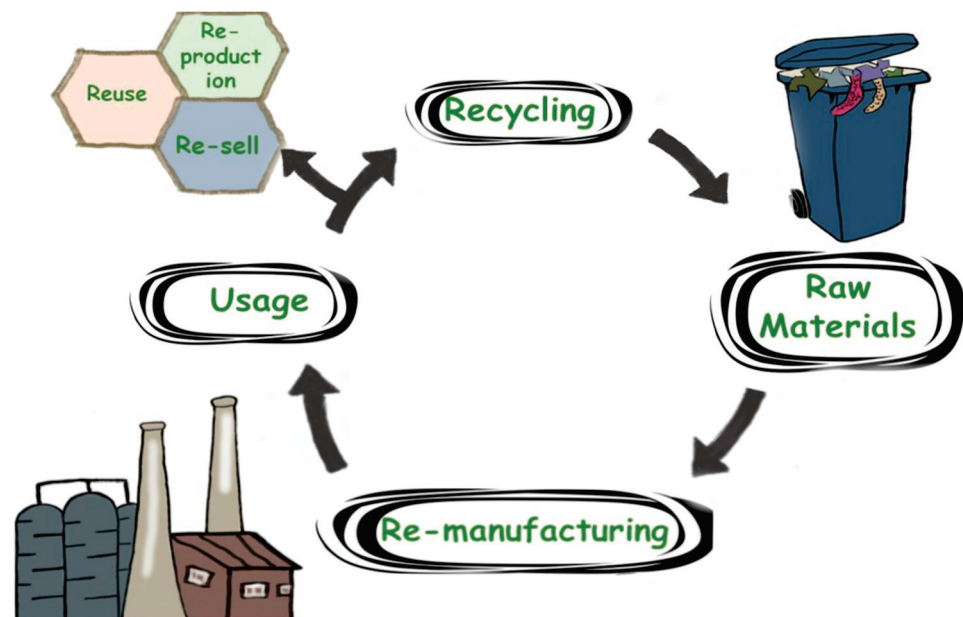 Re-
product
ion
Reuse
Re-sell
Recycling
Raw
Materials
Re-manufacturing
Usage